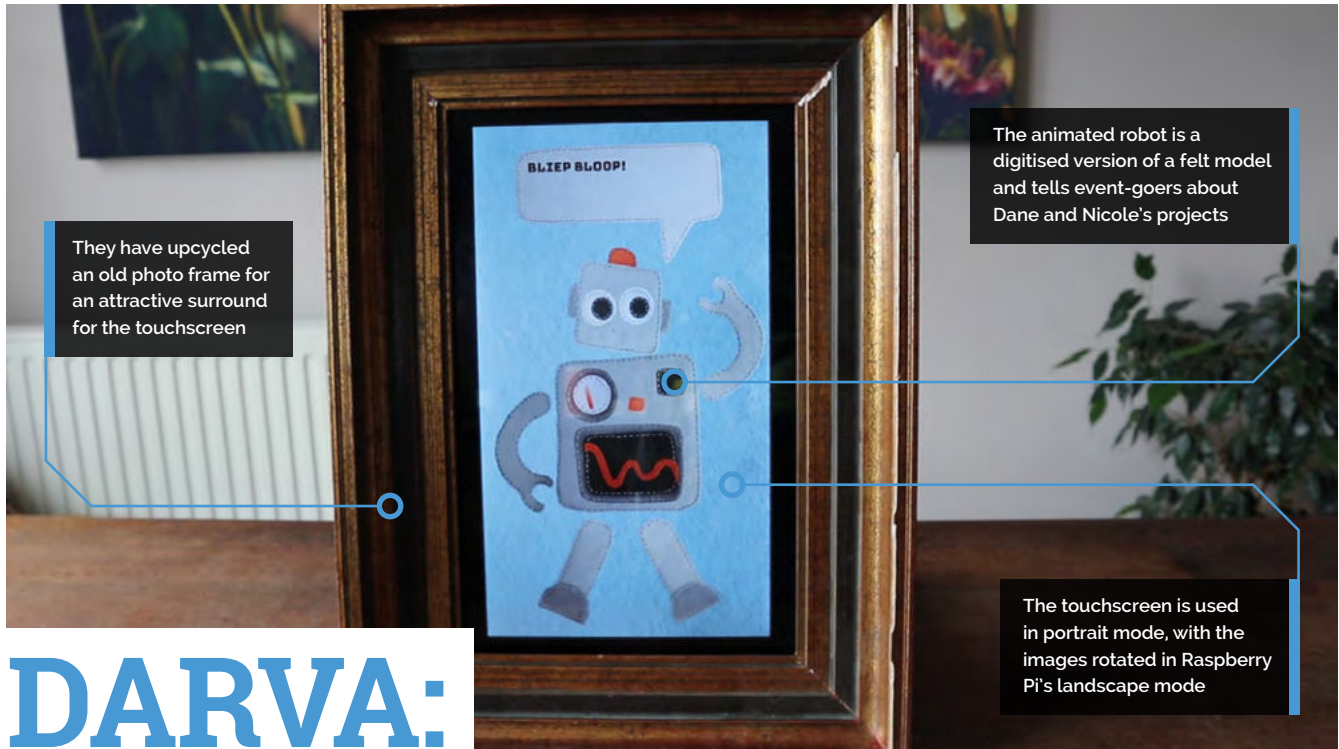 BLIEP BLOOP!
The animated robot is a
digitised version of a felt model
and tells event-goers about
Dane and Nicole's projects
They have upcycled
an old photo frame for
an attractive surround
for the touchscreen
The touchscreen is used
in portrait mode, with the
images rotated in Raspberry
Pi's landscape mode
DARVA: